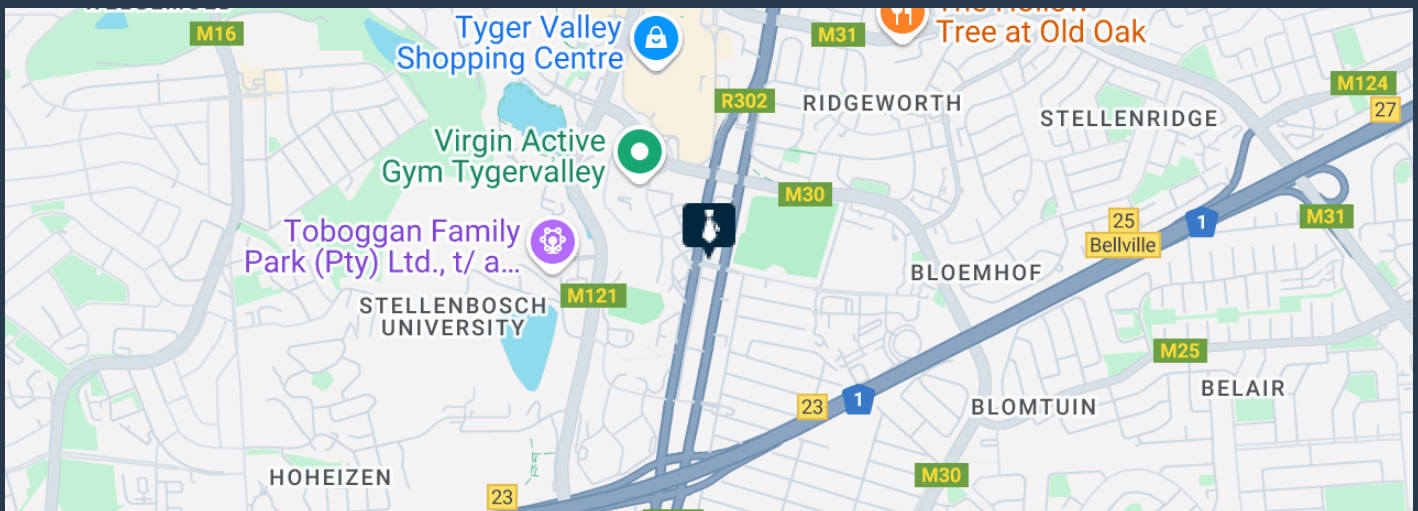 M16
Tyger Valley
Shopping Centre
M31
Tree at Old Oak
R302
RIDGEWORTH
M124
27
STELLENRIDGE
Virgin Active
Gym Tygervalley
M30
Toboggan Family
Park (Pty) Ltd., t/ a...
25
Bellville
1
M31
BLOEMHOF
STELLENBOSCH
UNIVERSITY
M121
M25
BELAIR
23
1
BLOMTUIN
HOHEIZEN
23
M30